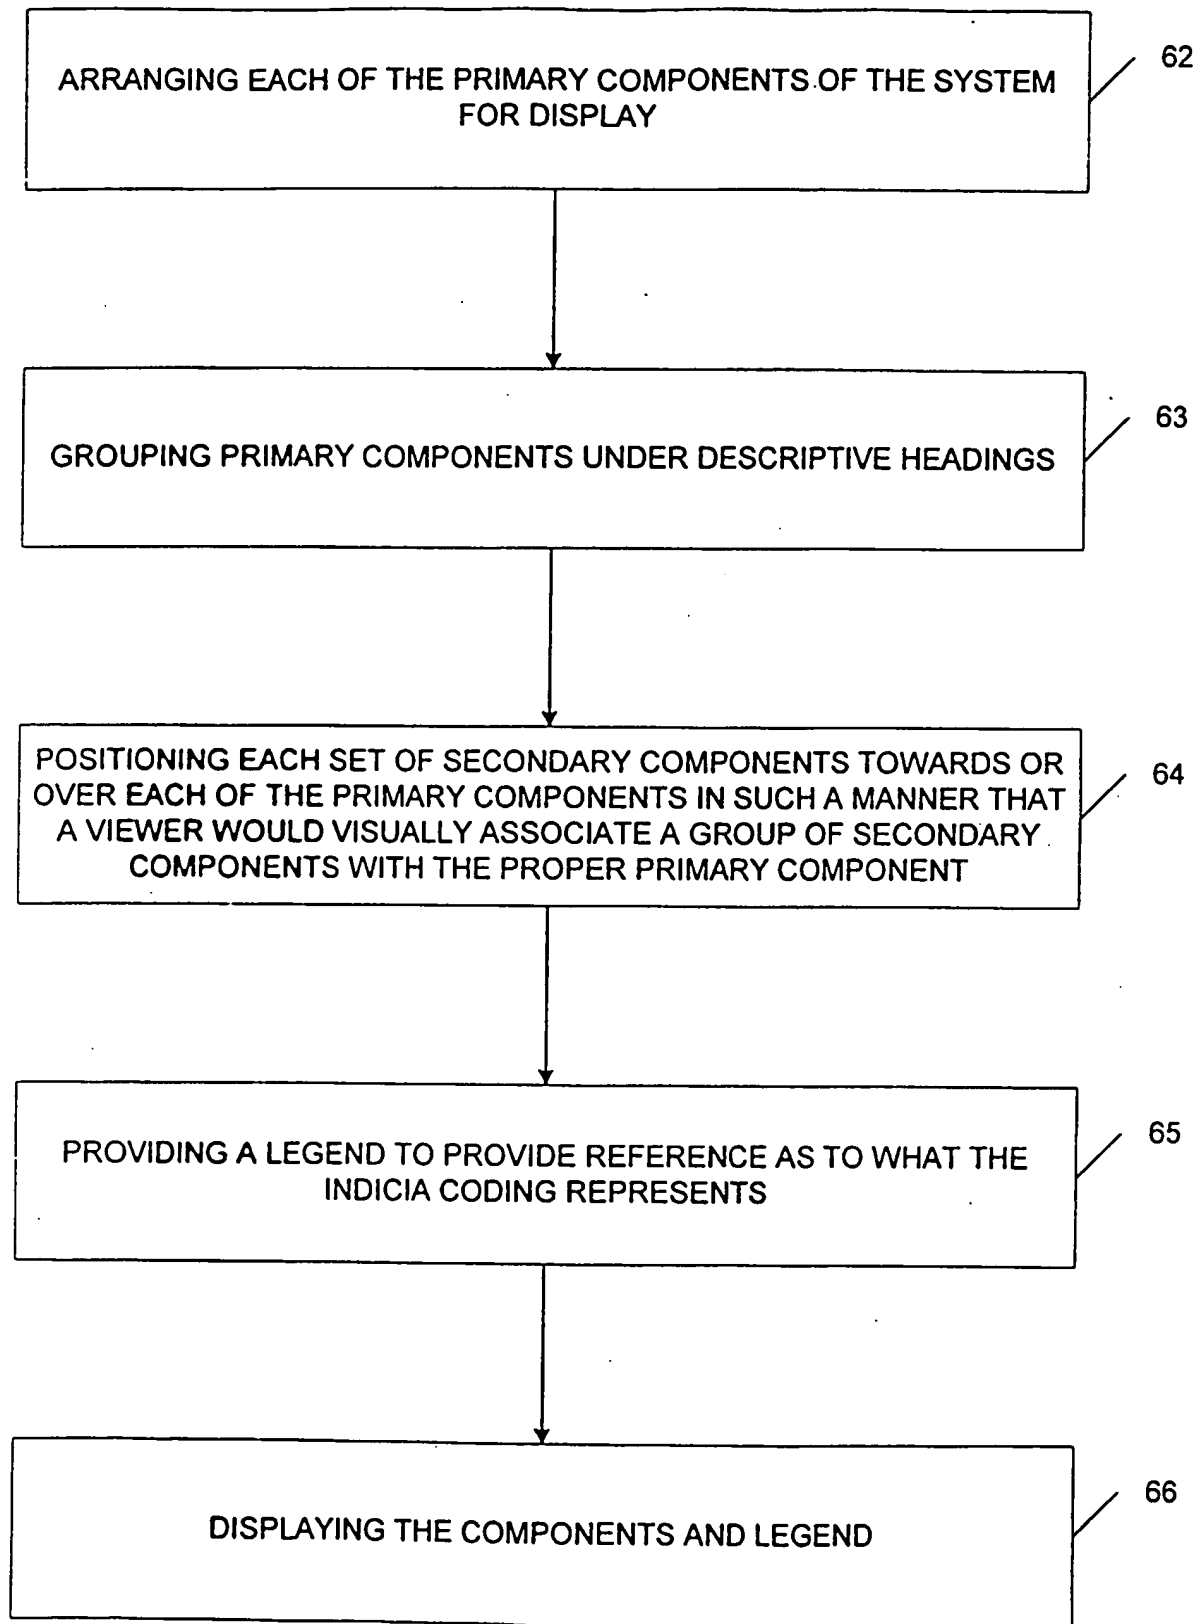 ARRANGING EACH OF THE PRIMARY COMPONENTS OF THE SYSTEM
FOR DISPLAY
62
GROUPING PRIMARY COMPONENTS UNDER DESCRIPTIVE HEADINGS
63
POSITIONING EACH SET OF SECONDARY COMPONENTS TOWARDS OR
OVER EACH OF THE PRIMARY COMPONENTS IN SUCH A MANNER THAT
A VIEWER WOULD VISUALLY ASSOCIATE A GROUP OF SECONDARY
COMPONENTS WITH THE PROPER PRIMARY COMPONENT
64
PROVIDING A LEGEND TO PROVIDE REFERENCE AS TO WHAT THE
INDICIA CODING REPRESENTS
65
DISPLAYING THE COMPONENTS AND LEGEND
66